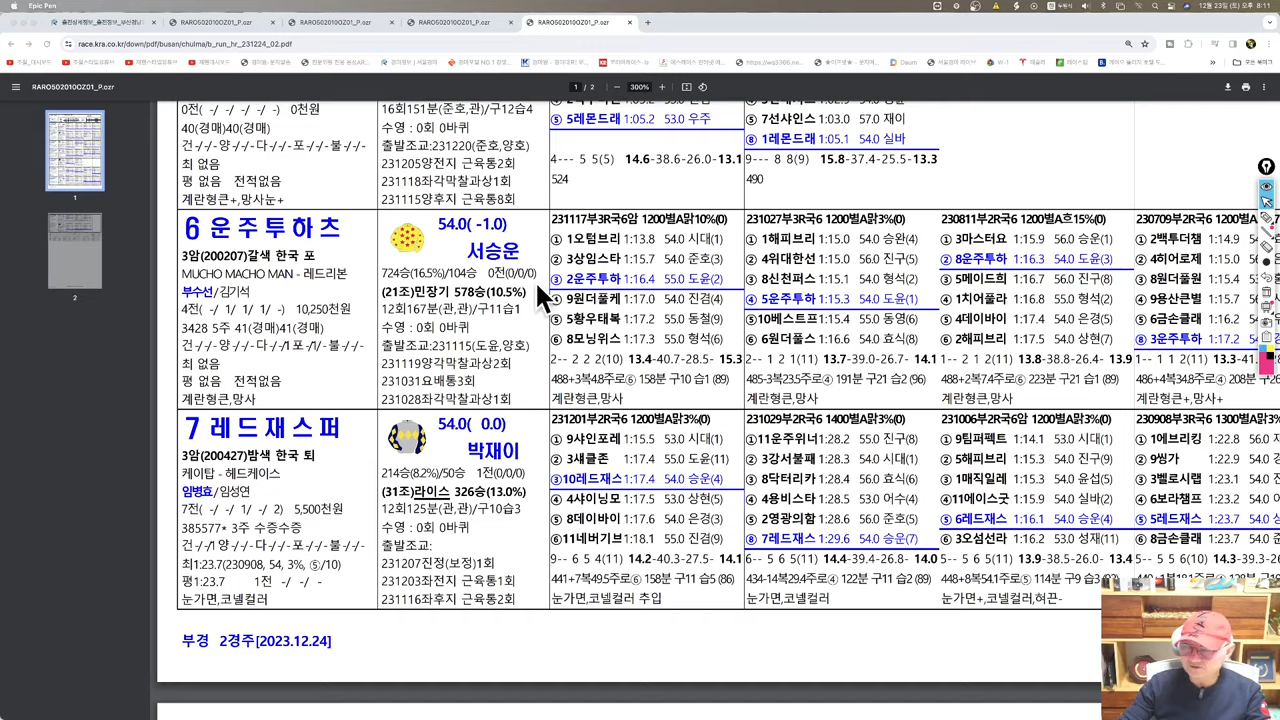 Epic Pen
12월 23일 (토) 오후 8:11
RARO502010OZ01_P.ozr
RARO502010OZ01_P.ozr
RARO502010OZ01_P.ozr
RARO502010OZ01_P.ozr
race.kra.co.kr/down/pdf/busan/chulma/b_run_hr_231224_02.pdf
RARO502010OZ01_P.ozr
1 / 2
300%
1
2
0전( -/ -/ -/ -/ -) 0천원
40(경매)40(경매)
건-/-양-/-다-/-포-/-불-/-
최 없음
평 없음 전적없음
계란형큰+,망사눈+
16회151분(준호,관)/구12습4
수영 : 0회 0바퀴
출발조교:231220(준호,양호)
231205양전지 근육통2회
231118좌각막찰과상1회
231115양후지 근육통8회
⑤ 5레몬드래 1:05.2 53.0 우주
4--- 5 5(5) 14.6-38.6-26.0-13.1
524
⑤ 7선샤인스 1:03.0 57.0 재이
⑧ 1레몬드래 1:05.1 54.0 실바
9--- 8 8(9) 15.8-37.4-25.5-13.3
490
6 운주투하츠
3암(200207)갈색 한국 포
MUCHO MACHO MAN - 레드리본
부수선/김기석
4전( -/ -/ 1/ 1/ -) 10,250천원
3428 5주 41(경매)41(경매)
건-/-양-/-다-/1포-/1불-/-
최 없음
평 없음 전적없음
계란형큰,망사
54.0( -1.0)
서승운
724승(16.5%)/104승 0전(0/0/0)
(21조)민장기 578승(10.5%)
12회167분(관,관)/구11습1
수영 : 0회 0바퀴
출발조교:231115(도윤,양호)
231119양각막찰과상2회
231031요배통3회
231028좌각막찰과상1회
231117부3R국6암 1200별A맑10%(0)
① 1오텀브리 1:13.8 54.0 시대(1)
② 3상임스타 1:15.7 54.0 준호(3)
③ 2운주투하 1:16.4 54.0 도윤(2)
④ 9원더풀케 1:17.0 54.0 진겸(4)
⑤ 5황우태복 1:17.2 55.0 동철(9)
⑥ 8모닝위스 1:17.3 55.0 형석(6)
2-- 2 2 2(10) 13.4-40.7-28.5- 15.3
488+3복4.8주로⑥ 158분 구10 습1 (89)
계란형큰,망사
231027부3R국6 1200별A맑3%(0)
① 1해피브리 1:15.0 54.0 승완(4)
② 4위대한선 1:15.0 56.0 진구(5)
③ 8신천퍼스 1:15.1 54.0 형석(2)
④ 5운주투하 1:15.3 54.0 도윤(1)
⑤10베스트프 1:15.4 54.0 동영(6)
⑥ 6원더풀스 1:16.6 54.0 효식(8)
2-- 1 2 1(11) 13.7-39.0-26.7- 14.1
485-3복23.5주로④ 191분 구21 습2 (96)
계란형큰,망사
230811부2R국6 1200별A흐15%(0)
① 3마스터요 1:15.9 56.0 승운(1)
② 8운주투하 1:16.3 54.0 도윤(3)
③ 5메이드희 1:16.7 56.0 진구(8)
④ 1치어풀라 1:16.8 56.0 형석(2)
⑤ 4데이바이 1:17.4 54.0 은경(5)
⑥ 2해피브리 1:17.5 54.0 상현(7)
1-- 2 1 2(11) 13.8-38.8-26.4- 13.9
488+2복7.4주로⑥ 223분 구21 습1 (89)
계란형큰,망사
230709부2R국6 1200별A
① 2백투더챔 1:14.9
② 4히어로제 1:16.0
③ 8원더풀원 1:15.4
④ 9용산큰별 1:15.7
⑤ 6금손클래 1:16.2
⑧ 3운주투하 1:17.2
계란형큰+,망사+
7 레드재스퍼
3암(200427)밤색 한국 퇴
케이탑 - 헤드케이스
임병효/임성연
7전( -/ -/ 1/ -/ 2) 5,500천원
385577* 3주 수증수증
최1:23.7(230908, 54, 3%, ⑤/10)
평1:23.7 1전 -/ -/ -
눈가면,코넬컬러
54.0( 0.0)
박재이
214승(8.2%)/50승 1전(0/0/0)
(31조)라이스 326승(13.0%)
12회125분(관,관)/구10습3
수영 : 0회 0바퀴
출발조교:
231207진정(보정)1회
231203좌전지 근육통1회
231116좌후지 근육통2회
231201부2R국6 1200별A맑3%(0)
① 9샤인포레 1:15.5 53.0 시대(1)
② 3새클존 1:17.4 55.0 도윤(11)
③10레드재스 1:17.4 54.0 승운(4)
④ 4샤이닝모 1:17.5 53.0 상현(5)
⑤ 8데이바이 1:17.5 53.0 은경(3)
⑥11네버기브 1:18.1 55.0 진겸(9)
9-- 6 5 4(11) 14.2-40.3-27.5- 14.1
441+7복49.5주로⑥ 158분 구11 습5 (86)
눈가면,코넬컬러 추입
231029부2R국6 1400별A맑3%(0)
①11운주위너 1:28.2 55.0 진구(8)
② 3강서불패 1:28.3 54.0 시대(1)
③ 8닥터리카 1:28.4 54.0 효식(6)
④ 4용비스타 1:28.5 54.0 어수(4)
⑤ 2영광의함 1:28.6 56.0 준호(5)
⑧ 7레드재스 1:29.6 54.0 승운(7)
6-- 5 6 5(11) 14.4-39.4-26.8- 14.0
434-14복29.4주로④ 122분 구11 습2 (89)
눈가면,코넬컬러
231006부2R국6암 1200별A맑3%(0)
① 9팀퍼펙트 1:14.1 53.0 시대(1)
② 5해피브리 1:15.3 54.0 진구(9)
③ 1매직일레 1:15.3 54.0 윤섭(5)
④11에이스굿 1:15.9 54.0 실바(2)
⑤ 6레드재스 1:16.1 54.0 승운(4)
⑥ 3오섬선라 1:16.2 53.0 성재(11)
5-- 5 6 5(11) 13.9-38.5-26.4- 14.0
448+8복54.1주로⑤ 114분 구9 습3
눈가면+,코넬컬러,혀끈-
230908부2R국6 1300별A
① 1에브리킹 1:22.8 56.0
② 9씽가 1:22.9 56.0
③ 3벨로시랩 1:23.1 54.0
④ 6보라챔프 1:23.2 54.0
⑤ 5레드재스 1:23.7 54.0
⑥ 8금손클래 1:23.7 54.0
부경 2경주[2023.12.24]